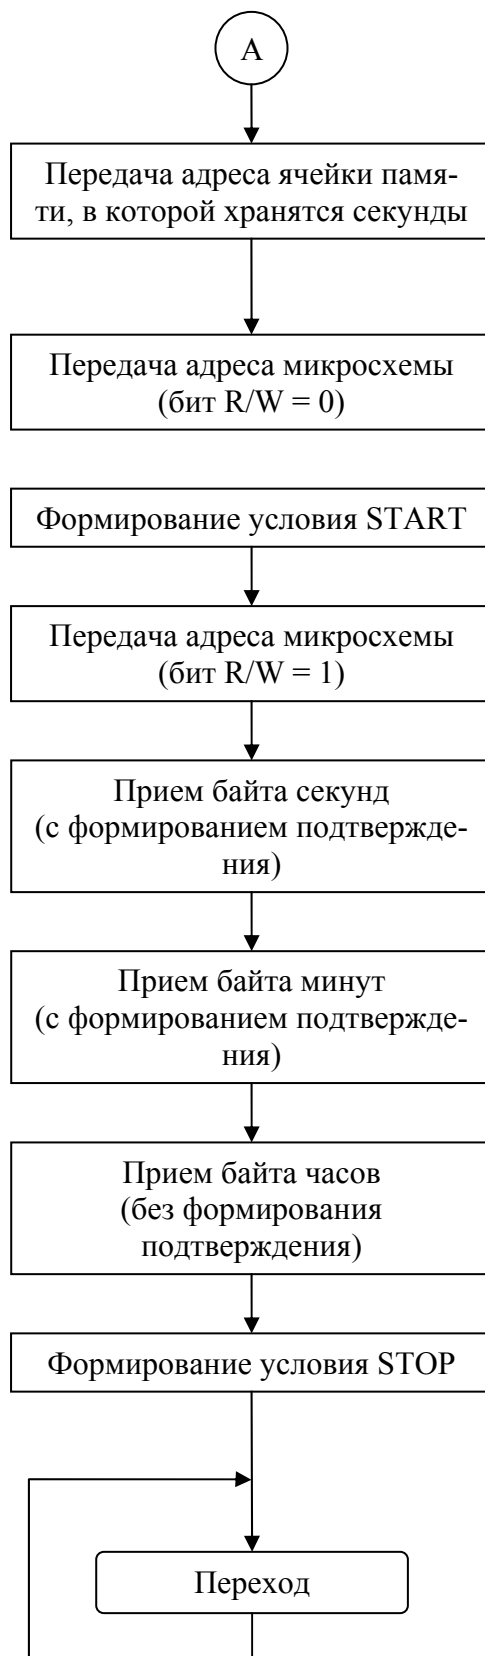 А
Передача адреса ячейки памя-
ти, в которой хранятся секунды
Передача адреса микросхемы
(бит R/W = 0)
Формирование условия START
Передача адреса микросхемы
(бит R/W = 1)
Прием байта секунд
(с формированием подтвержде-
ния)
Прием байта минут
(с формированием подтвержде-
ния)
Прием байта часов
(без формирования
подтверждения)
Формирование условия STOP
Переход